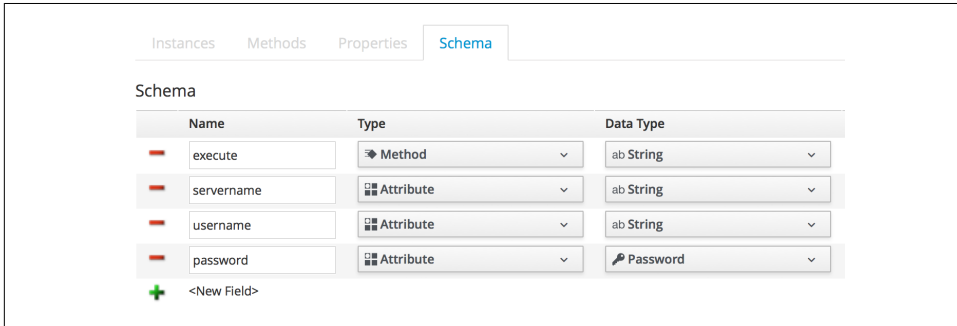 Instances Methods Properties Schema
Schema
Name Type Data Type
execute Method ab String
servername Attribute ab String
username Attribute ab String
password Attribute Password
<New Field>